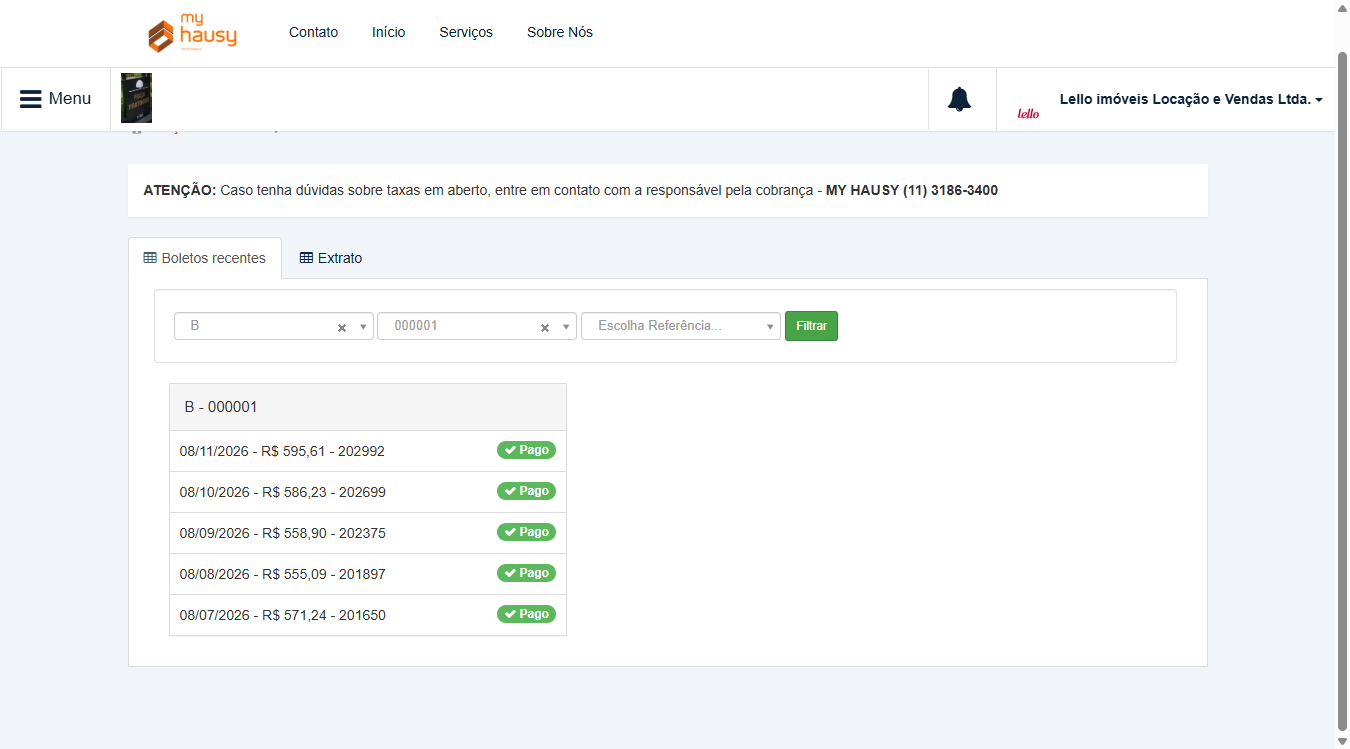 my
hausy
Contato
Início
Serviços
Sobre Nós
Menu
lello
Lello imóveis Locação e Vendas Ltda.
ATENÇÃO: Caso tenha dúvidas sobre taxas em aberto, entre em contato com a responsável pela cobrança - MY HAUSY (11) 3186-3400
Boletos recentes
Extrato
B
000001
Escolha Referência...
Filtrar
B - 000001
08/11/2026 - R$ 595,61 - 202992
Pago
08/10/2026 - R$ 586,23 - 202699
Pago
08/09/2026 - R$ 558,90 - 202375
Pago
08/08/2026 - R$ 555,09 - 201897
Pago
08/07/2026 - R$ 571,24 - 201650
Pago